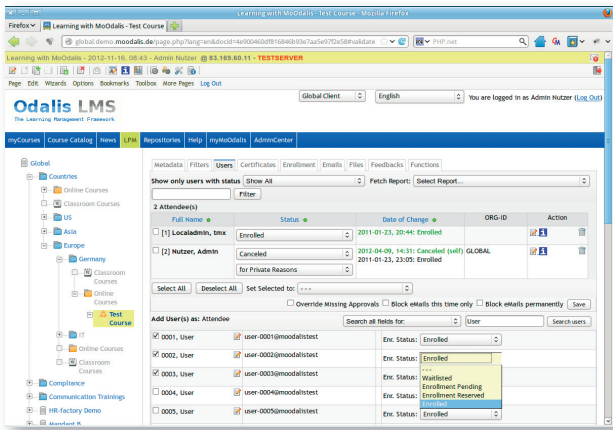 Learning with MoOdalis - Test Course - Mozilla Firefox
Firefox
Learning with MoOdalis - Test Course
global.demo.moodalis.de/page.php?lang=en&docid=4e900460df816846b93e7aa5e97f2e58#validate
PHP.net
Learning with MoOdalis - 2012-11-16, 08:43 - Admin Nutzer @ 83.169.60.11 - TESTSERVER
Page Edit Wizards Options Bookmarks Toolbox More Pages Log Out
Odalis LMS
The Learning Management Framework
Global Client
English
You are logged in as Admin Nutzer (Log Out)
myCourses Course Catalog News LPM Repositories Help myMoOdalis AdminCenter
Global
Countries
Online Courses
Classroom Courses
US
Asia
Europe
Germany
Classroom
Courses
Online
Courses
Test
Course
IT
Online Courses
Classroom
Courses
Compliance
Communication Trainings
HR-factory Demo
Mandant B
Metadata Filters Users Certificates Enrollment Emails Files Feedbacks Functions
Show only users with status Show All Fetch Report: Select Report...
Filter
2 Attendee(s)
Full Name Status Date of Change ORG-ID Action
[1] Localadmin, tmx Enrolled 2011-01-23, 20:44: Enrolled
[2] Nutzer, Admin Canceled 2012-04-09, 14:31: Canceled (self) GLOBAL
2011-01-23, 23:05: Enrolled
for Private Reasons
Select All Deselect All Set Selected to: ---
Override Missing Approvals Block eMails this time only Block eMails permanently Save
Add User(s) as: Attendee Search all fields for: User Search users
0001, User user-0001@moodalistest Enr. Status: Enrolled
0002, User user-0002@moodalistest Enr. Status: Enrolled
---
Waitlisted
0003, User user-0003@moodalistest Enr. Status:
Enrollment Pending
Enrollment Reserved
0004, User user-0004@moodalistest Enr. Status:
Enrolled
0005, User user-0005@moodalistest Enr. Status: Enrolled